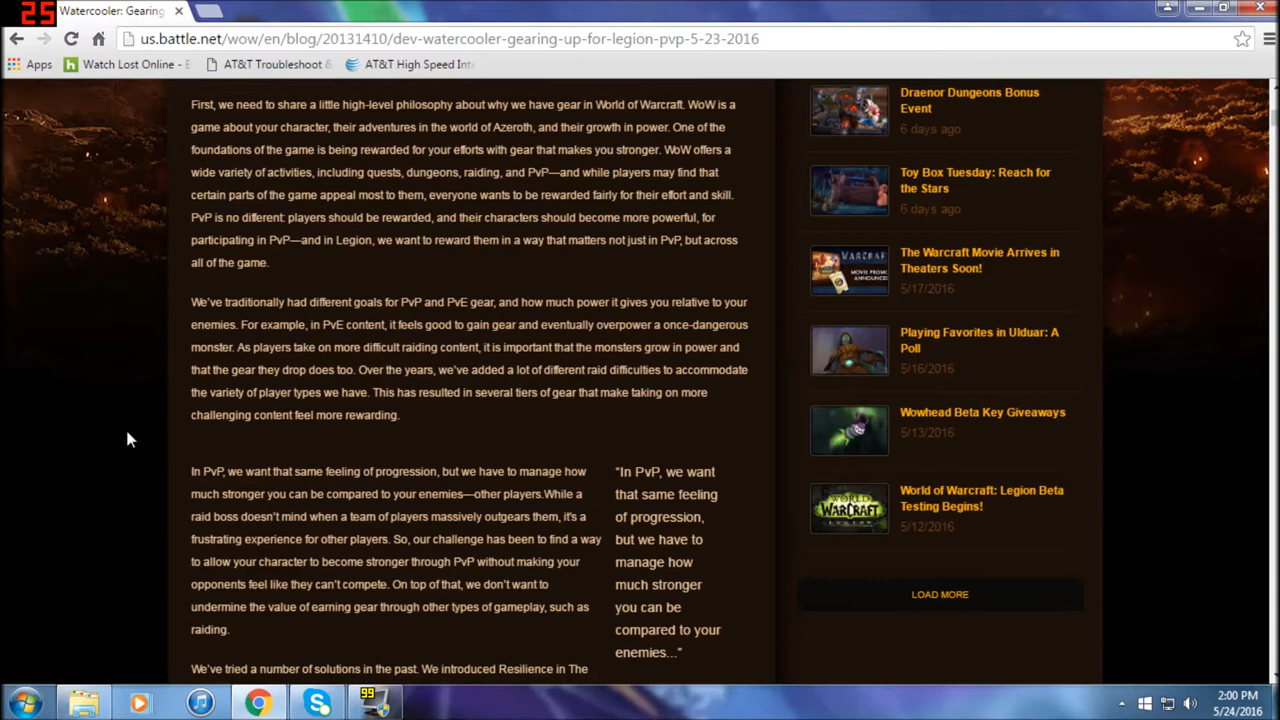 25
Watercooler: Gearing
us.battle.net/wow/en/blog/20131410/dev-watercooler-gearing-up-for-legion-pvp-5-23-2016
Apps
Watch Lost Online - E
AT&T Troubleshoot &
AT&T High Speed Inte
First, we need to share a little high-level philosophy about why we have gear in World of Warcraft. WoW is a
game about your character, their adventures in the world of Azeroth, and their growth in power. One of the
foundations of the game is being rewarded for your efforts with gear that makes you stronger. WoW offers a
wide variety of activities, including quests, dungeons, raiding, and PvP—and while players may find that
certain parts of the game appeal most to them, everyone wants to be rewarded fairly for their effort and skill.
PvP is no different: players should be rewarded, and their characters should become more powerful, for
participating in PvP—and in Legion, we want to reward them in a way that matters not just in PvP, but across
all of the game.
We've traditionally had different goals for PvP and PvE gear, and how much power it gives you relative to your
enemies. For example, in PvE content, it feels good to gain gear and eventually overpower a once-dangerous
monster. As players take on more difficult raiding content, it is important that the monsters grow in power and
that the gear they drop does too. Over the years, we've added a lot of different raid difficulties to accommodate
the variety of player types we have. This has resulted in several tiers of gear that make taking on more
challenging content feel more rewarding.
In PvP, we want that same feeling of progression, but we have to manage how
much stronger you can be compared to your enemies—other players.While a
raid boss doesn't mind when a team of players massively outgears them, it's a
frustrating experience for other players. So, our challenge has been to find a way
to allow your character to become stronger through PvP without making your
opponents feel like they can't compete. On top of that, we don't want to
undermine the value of earning gear through other types of gameplay, such as
raiding.
We've tried a number of solutions in the past. We introduced Resilience in The
"In PvP, we want
that same feeling
of progression,
but we have to
manage how
much stronger
you can be
compared to your
enemies..."
Draenor Dungeons Bonus
Event
6 days ago
Toy Box Tuesday: Reach for
the Stars
6 days ago
WARCRAFT
MOVIE PROMO
ANNOUNCED
The Warcraft Movie Arrives in
Theaters Soon!
5/17/2016
Playing Favorites in Ulduar: A
Poll
5/16/2016
Wowhead Beta Key Giveaways
5/13/2016
WORLD
WARCRAFT
LEGION
World of Warcraft: Legion Beta
Testing Begins!
5/12/2016
LOAD MORE
99
2:00 PM
5/24/2016